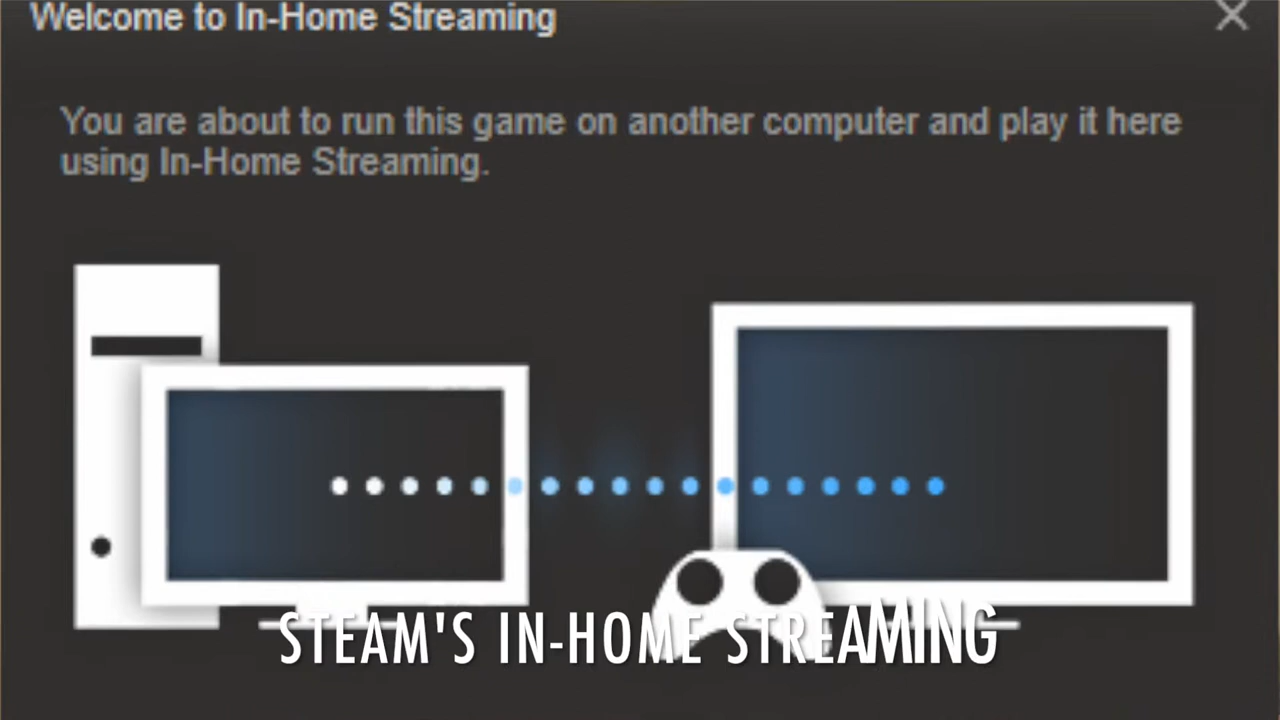 Welcome to In-Home Streaming
You are about to run this game on another computer and play it here
using In-Home Streaming.
STEAM'S IN-HOME STREAMING